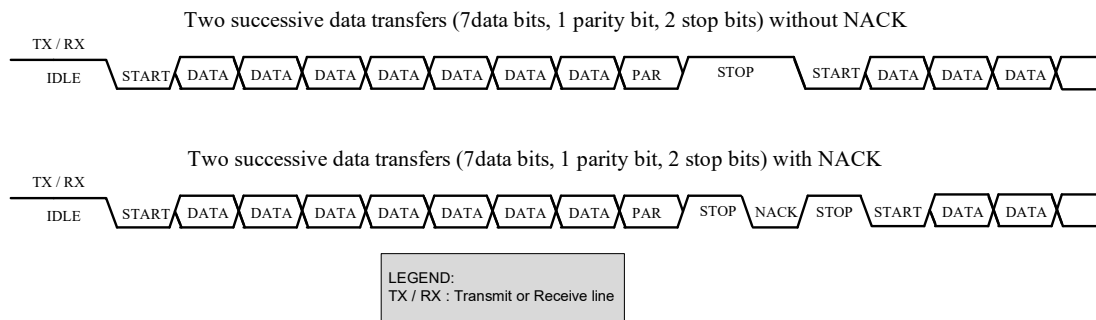 Two successive data transfers (7data bits, 1 parity bit, 2 stop bits) without NACK
TX / RX
IDLE START DATA DATA DATA DATA DATA DATA DATA PAR STOP START DATA DATA DATA
Two successive data transfers (7data bits, 1 parity bit, 2 stop bits) with NACK
TX / RX
IDLE START DATA DATA DATA DATA DATA DATA DATA PAR STOP NACK STOP START DATA DATA
LEGEND:
TX / RX : Transmit or Receive line